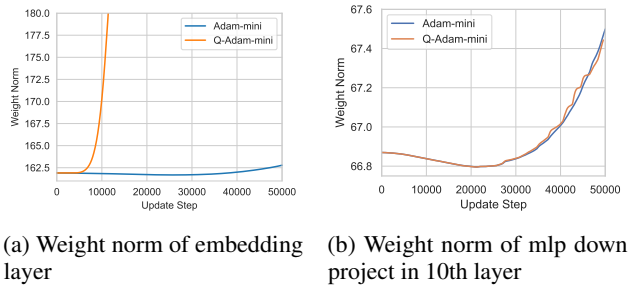 180.0
177.5
175.0
172.5
170.0
167.5
165.0
162.5
Weight Norm
0 10000 20000 30000 40000 50000
Update Step
Adam-mini
Q-Adam-mini
67.6
67.4
67.2
67.0
66.8
Weight Norm
0 10000 20000 30000 40000 50000
Update Step
Adam-mini
Q-Adam-mini
(a) Weight norm of embedding
layer
(b) Weight norm of mlp down
project in 10th layer